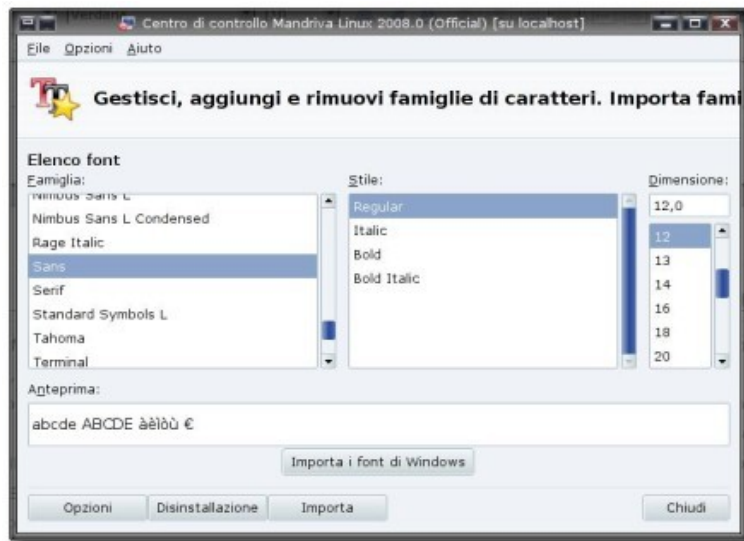 Centro di controllo Mandriva Linux 2008.0 (Official) [su localhost]
File Opzioni Aiuto
Gestisci, aggiungi e rimuovi famiglie di caratteri. Importa fami
Elenco font
Famiglia:
Nimbus Sans L
Nimbus Sans L Condensed
Rage Italic
Sans
Serif
Standard Symbols L
Tahoma
Terminal
Stile:
Regular
Italic
Bold
Bold Italic
Dimensione:
12,0
12
13
14
16
18
20
Anteprima:
abcde ABCDE àèìòù €
Importa i font di Windows
Opzioni Disinstallazione Importa Chiudi